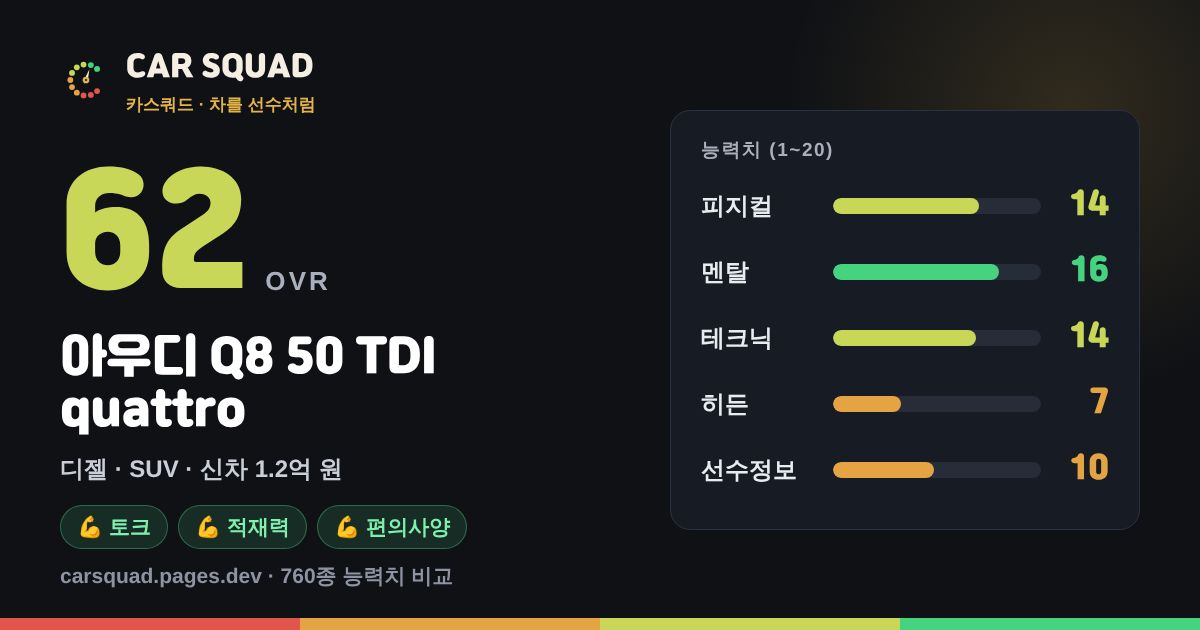 CAR SQUAD
카스쿼드 · 차를 선수처럼
62 OVR
아우디 Q8 50 TDI
quattro
디젤 · SUV · 신차 1.2억 원
💪 토크 💪 적재력 💪 편의사양
carsquad.pages.dev · 760종 능력치 비교
능력치 (1~20)
피지컬 14
멘탈 16
테크닉 14
히든 7
선수정보 10